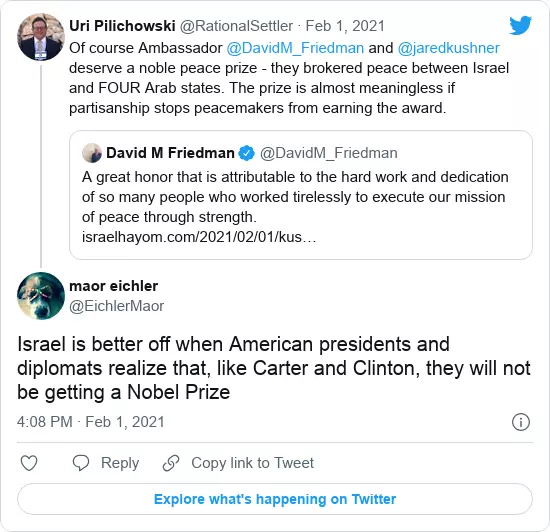 Uri Pilichowski @RationalSettler · Feb 1, 2021
Of course Ambassador @DavidM_Friedman and @jaredkushner
deserve a noble peace prize - they brokered peace between Israel
and FOUR Arab states. The prize is almost meaningless if
partisanship stops peacemakers from earning the award.
David M Friedman @DavidM_Friedman
A great honor that is attributable to the hard work and dedication
of so many people who worked tirelessly to execute our mission
of peace through strength.
israelhayom.com/2021/02/01/kus…
maor eichler
@EichlerMaor
Israel is better off when American presidents and
diplomats realize that, like Carter and Clinton, they will not
be getting a Nobel Prize
4:08 PM · Feb 1, 2021
Reply Copy link to Tweet
Explore what's happening on Twitter